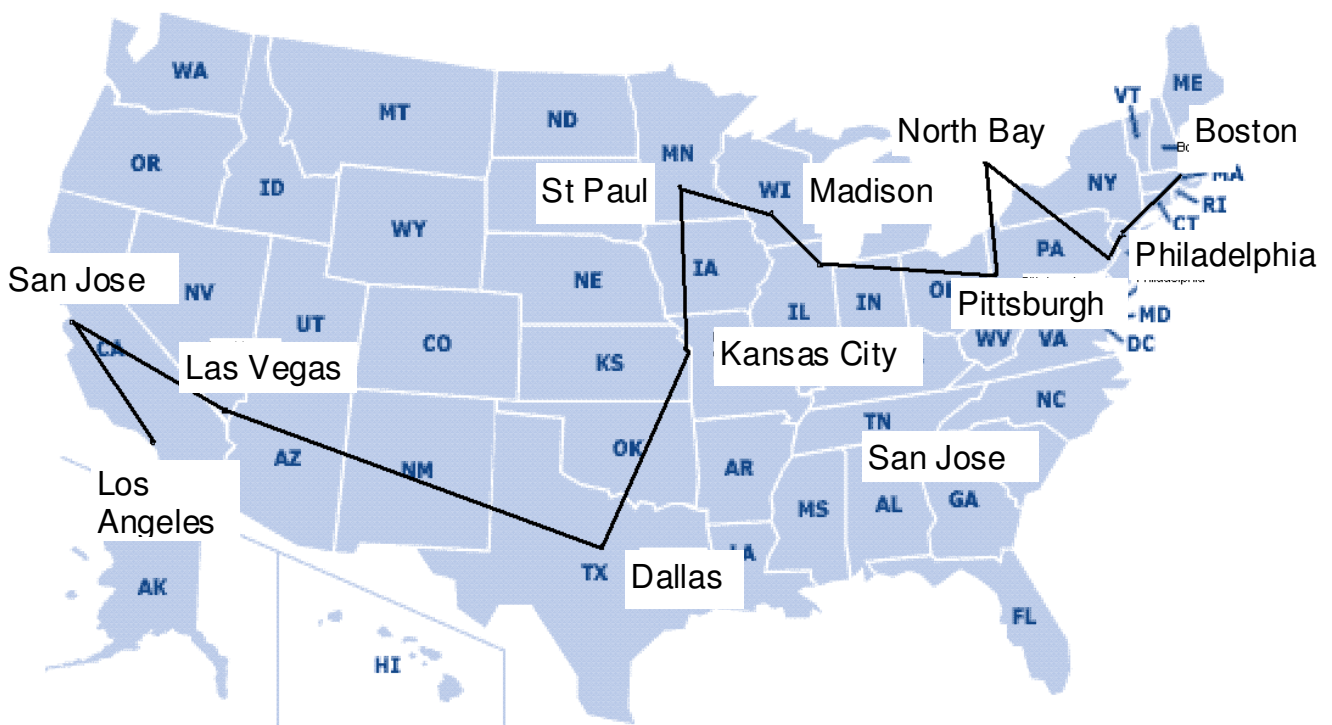 WA
MT
ND
MN
VT
ME
OR
ID
WY
WI
North Bay
Boston
St Paul
Madison
NY
MA
RI
CT
San Jose
NV
UT
CO
NE
IA
IL
IN
PA
Philadelphia
Pittsburgh
MD
DC
CA
Las Vegas
KS
Kansas City
WV
VA
NC
TN
AZ
NM
OK
AR
San Jose
MS
AL
GA
Los
Angeles
TX
Dallas
LA
AK
HI
FL